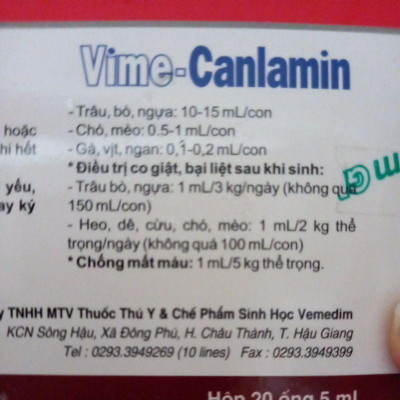 Vime-Canlamin
- Trâu, bò, ngựa: 10-15 mL/con
hoặc - Chó, mèo: 0.5-1 mL/con
hi hết - Gà, vịt, ngan: 0,1-0,2 mL/con
* Điều trị co giật, bại liệt sau khi sinh:
yếu, - Trâu bò, ngựa: 1 mL/3 kg/ngày (không quá
ay ký 150 mL/con)
- Heo, dê, cừu, chó, mèo: 1 mL/2 kg thể
trọng/ngày (không quá 100 mL/con)
* Chống mất máu: 1 mL/5 kg thể trọng.
y TNHH MTV Thuốc Thú Y & Chế Phẩm Sinh Học Vemedim
KCN Sông Hậu, Xã Đông Phú, H. Châu Thành, T. Hậu Giang
Tel : 0293.3949269 (10 lines) Fax : 0293.3949399
Hộp 20 ống 5 ml